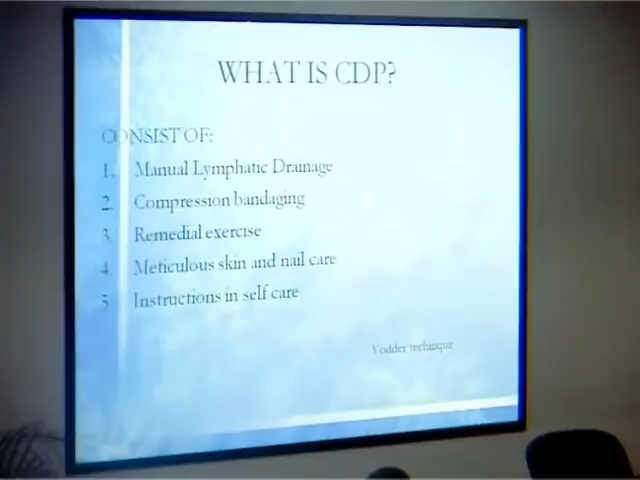 WHAT IS CDP?
CONSIST OF:
1. Manual Lymphatic Drainage
2. Compression bandaging
3. Remedial exercise
4. Meticulous skin and nail care
5 Instructions in self care
Vodder technique